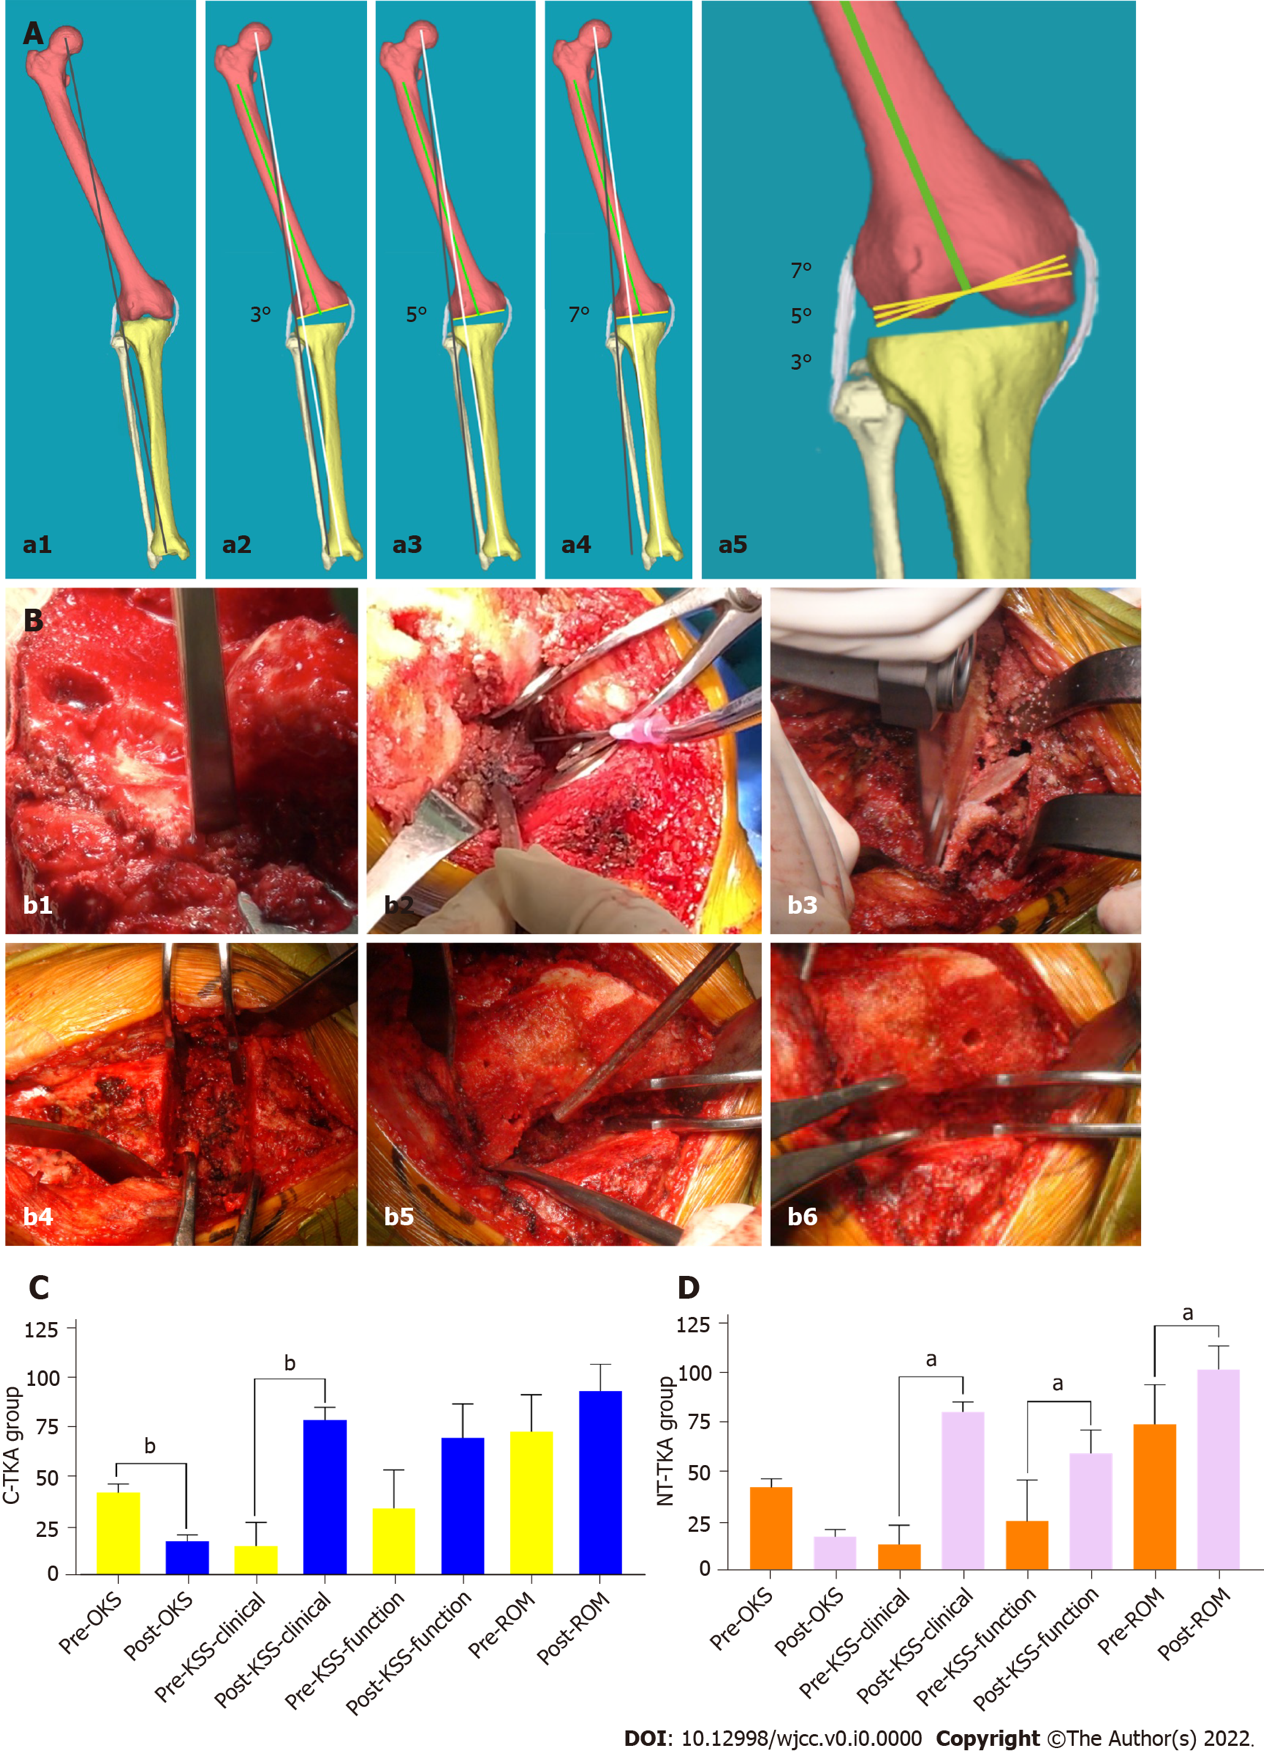 A
3°
5°
7°
7°
5°
3°
a1
a2
a3
a4
a5
B
b1
b2
b3
b4
b5
b6
C
D
C-TKA group
125
100
75
50
25
0
b
b
Pre-OKS
Post-OKS
Pre-KSS-clinical
Post-KSS-clinical
Pre-KSS-function
Post-KSS-function
Pre-ROM
Post-ROM
NT-TKA group
125
100
75
50
25
0
a
a
a
Pre-OKS
Post-OKS
Pre-KSS-clinical
Post-KSS-clinical
Pre-KSS-function
Post-KSS-function
Pre-ROM
Post-ROM
DOI: 10.12998/wjcc.v0.i0.0000 Copyright ©The Author(s) 2022.